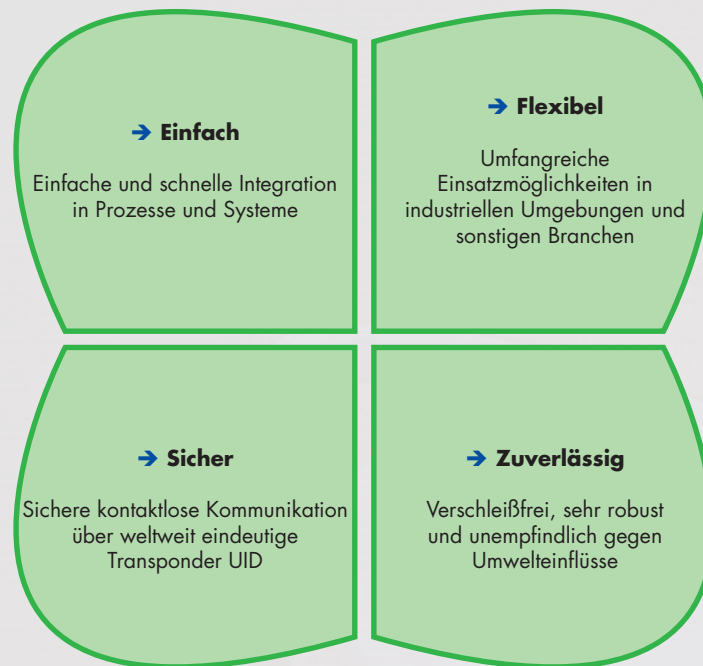 ➔ Einfach
Einfache und schnelle Integration
in Prozesse und Systeme
➔ Flexibel
Umfangreiche
Einsatzmöglichkeiten in
industriellen Umgebungen und
sonstigen Branchen
➔ Sicher
Sichere kontaktlose Kommunikation
über weltweit eindeutige
Transponder UID
➔ Zuverlässig
Verschleißfrei, sehr robust
und unempfindlich gegen
Umwelteinflüsse